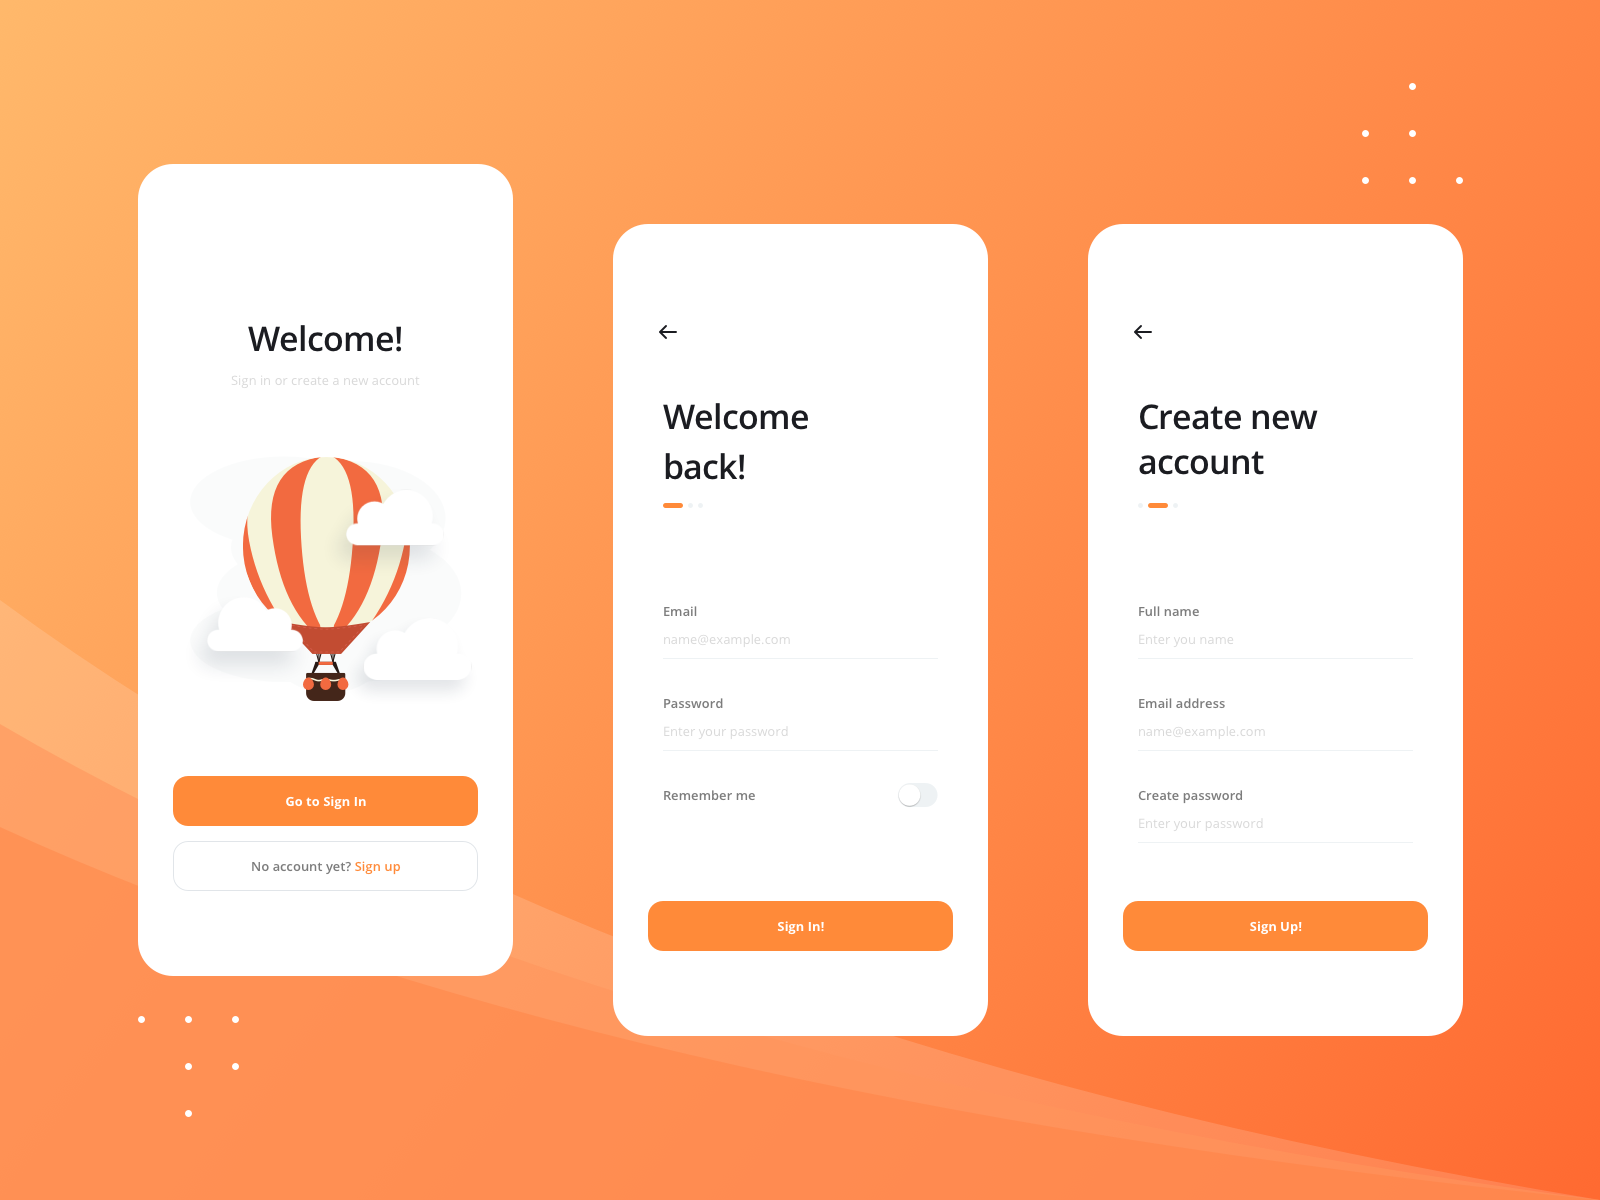 Welcome!
Sign in or create a new account
Go to Sign In
No account yet? Sign up
Welcome
back!
Email
name@example.com
Password
Enter your password
Remember me
Sign In!
Create new
account
Full name
Enter you name
Email address
name@example.com
Create password
Enter your password
Sign Up!